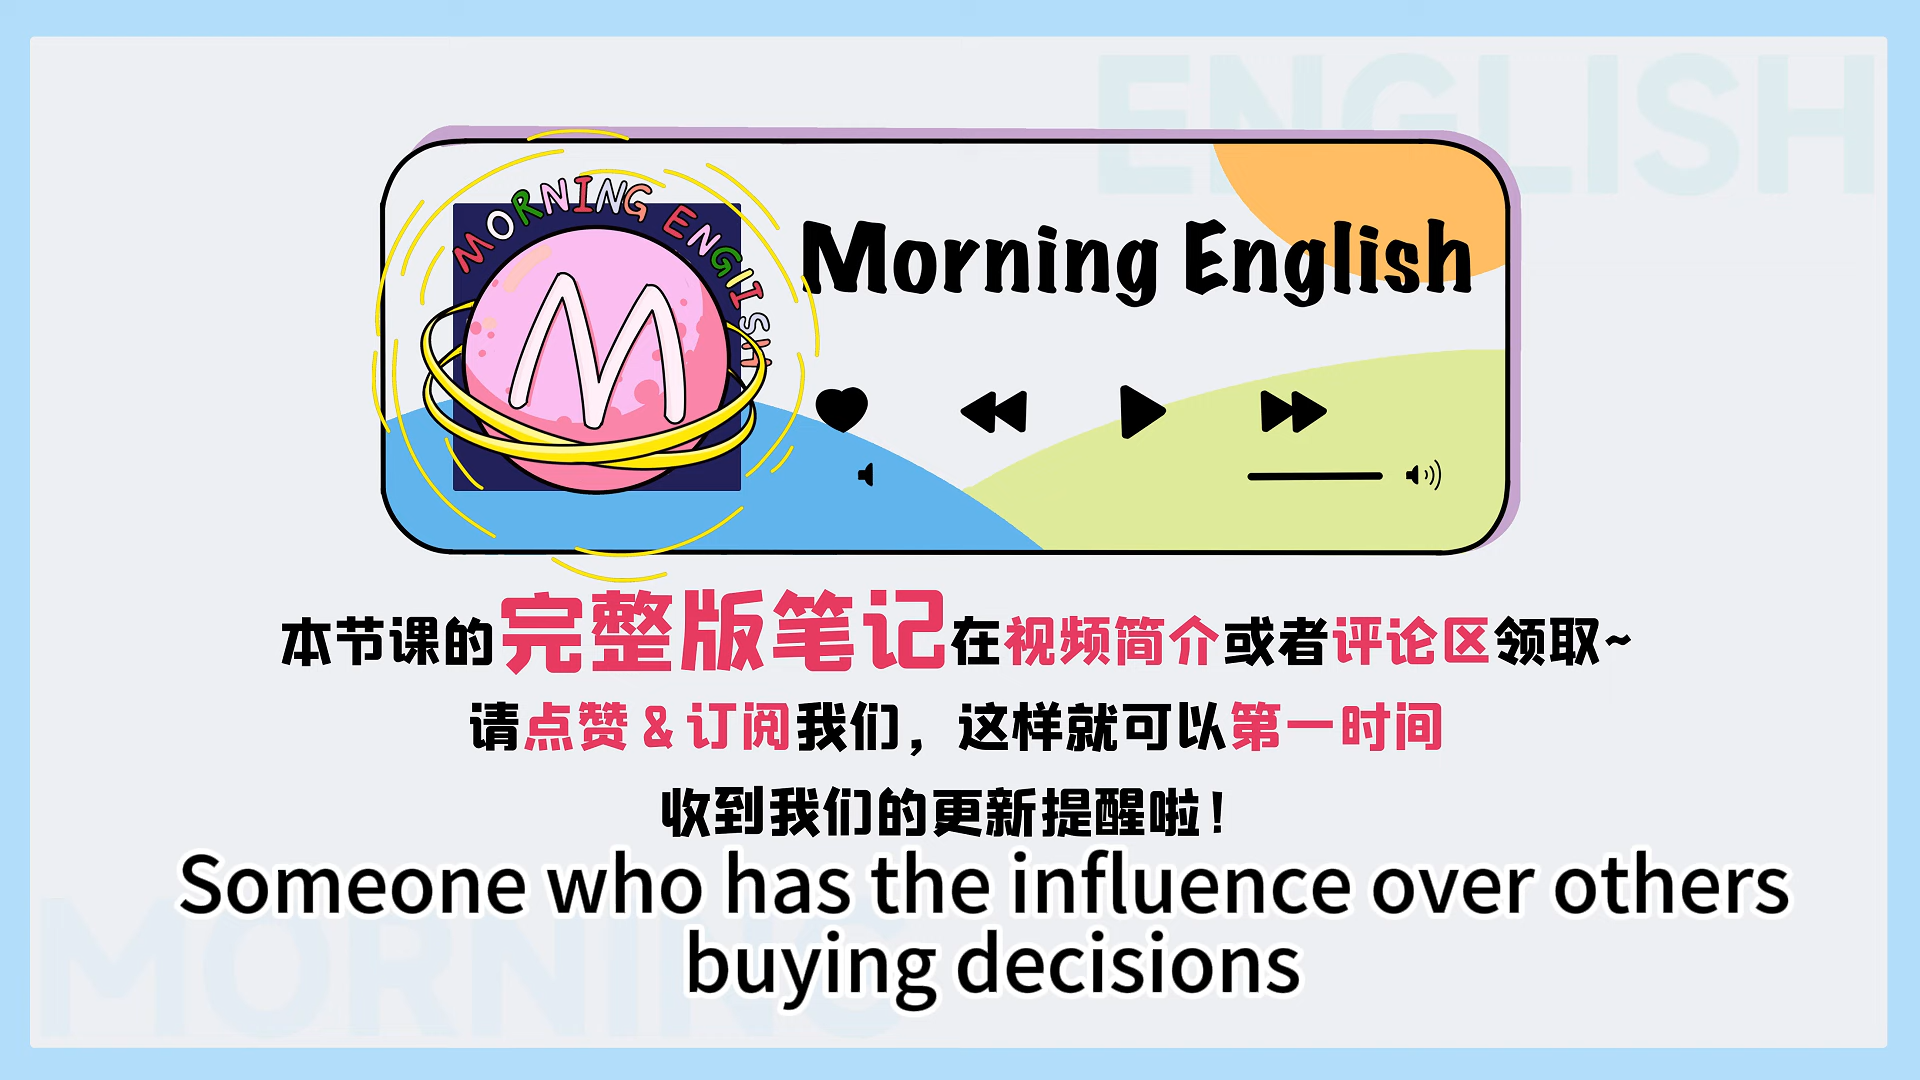 ENGLISH
MORNING ENGLISH
M
Morning English
本节课的完整版笔记在视频简介或者评论区领取~
请点赞&订阅我们，这样就可以第一时间
收到我们的更新提醒啦！
MORNING
Someone who has the influence over others
buying decisions